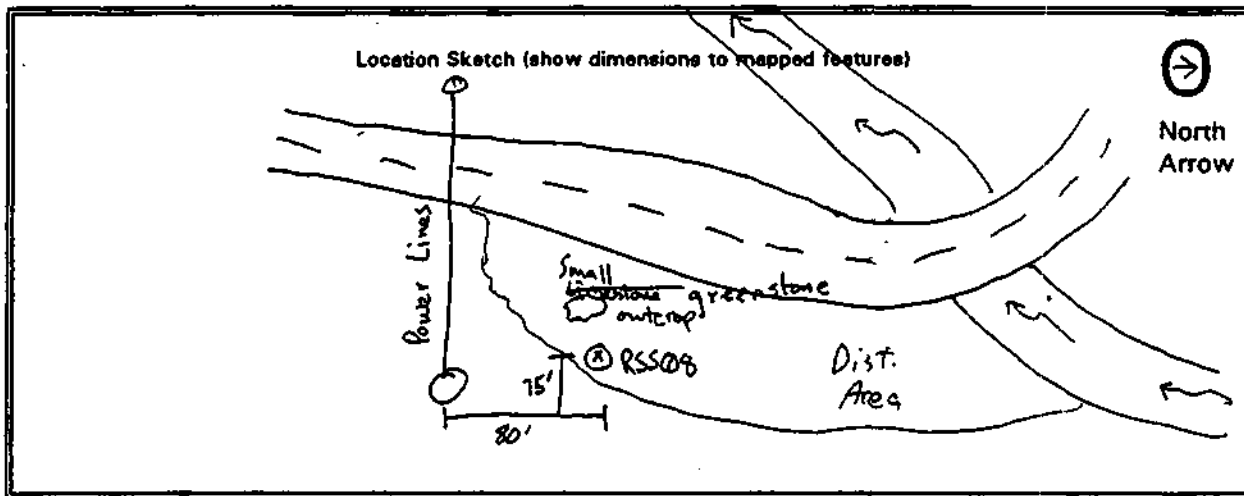 Location Sketch (show dimensions to mapped features)
North
Arrow
Power Lines
Small
limestone greenstone
outcrop
RSS08
Dist.
Area
75'
80'